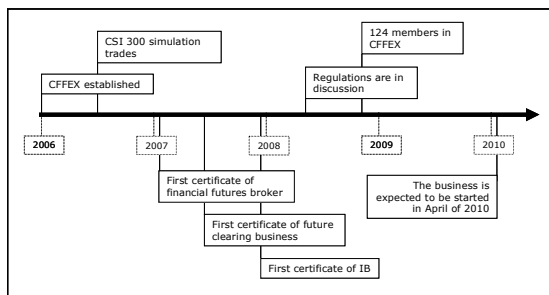 CSI 300 simulation
trades
124 members in
CFFEX
CFFEX established
Regulations are in
discussion
2006
2007
2008
2009
2010
First certificate of
financial futures broker
The business is
expected to be started
in April of 2010
First certificate of future
clearing business
First certificate of IB